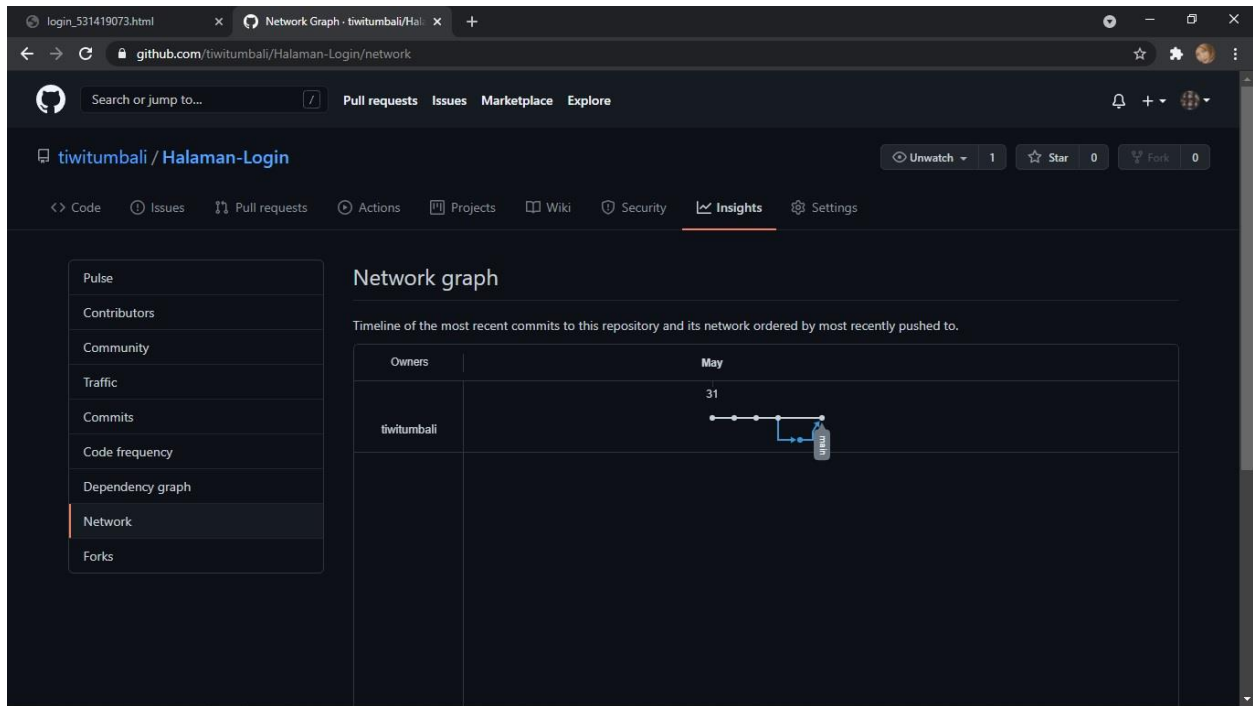 login_531419073.html
Network Graph · tiwitumbali/Hala
github.com/tiwitumbali/Halaman-Login/network
Search or jump to... /
Pull requests Issues Marketplace Explore
tiwitumbali / Halaman-Login
Unwatch 1 Star 0 Fork 0
Code Issues Pull requests Actions Projects Wiki Security Insights Settings
Pulse
Contributors
Community
Traffic
Commits
Code frequency
Dependency graph
Network
Forks
Network graph
Timeline of the most recent commits to this repository and its network ordered by most recently pushed to.
Owners May
31
tiwitumbali
main